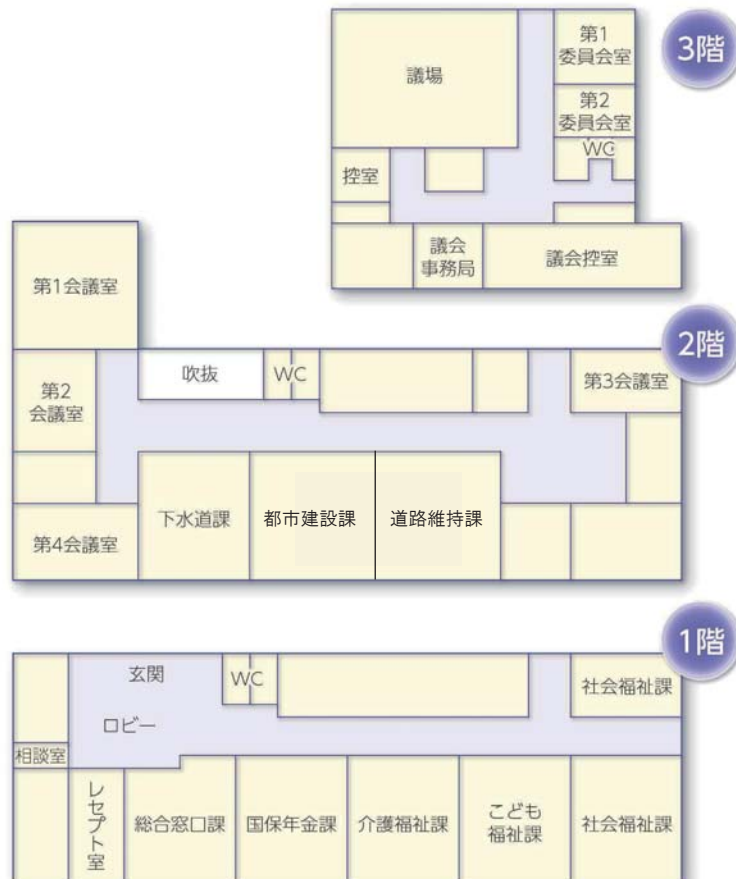 3階
議場
第1
委員会室
第2
委員会室
WC
控室
議会
事務局
議会控室
2階
第1会議室
吹抜
WC
第2
会議室
第3会議室
下水道課
都市建設課
道路維持課
第4会議室
1階
玄関
WC
社会福祉課
ロビー
相談室
レセプト室
総合窓口課
国保年金課
介護福祉課
こども
福祉課
社会福祉課